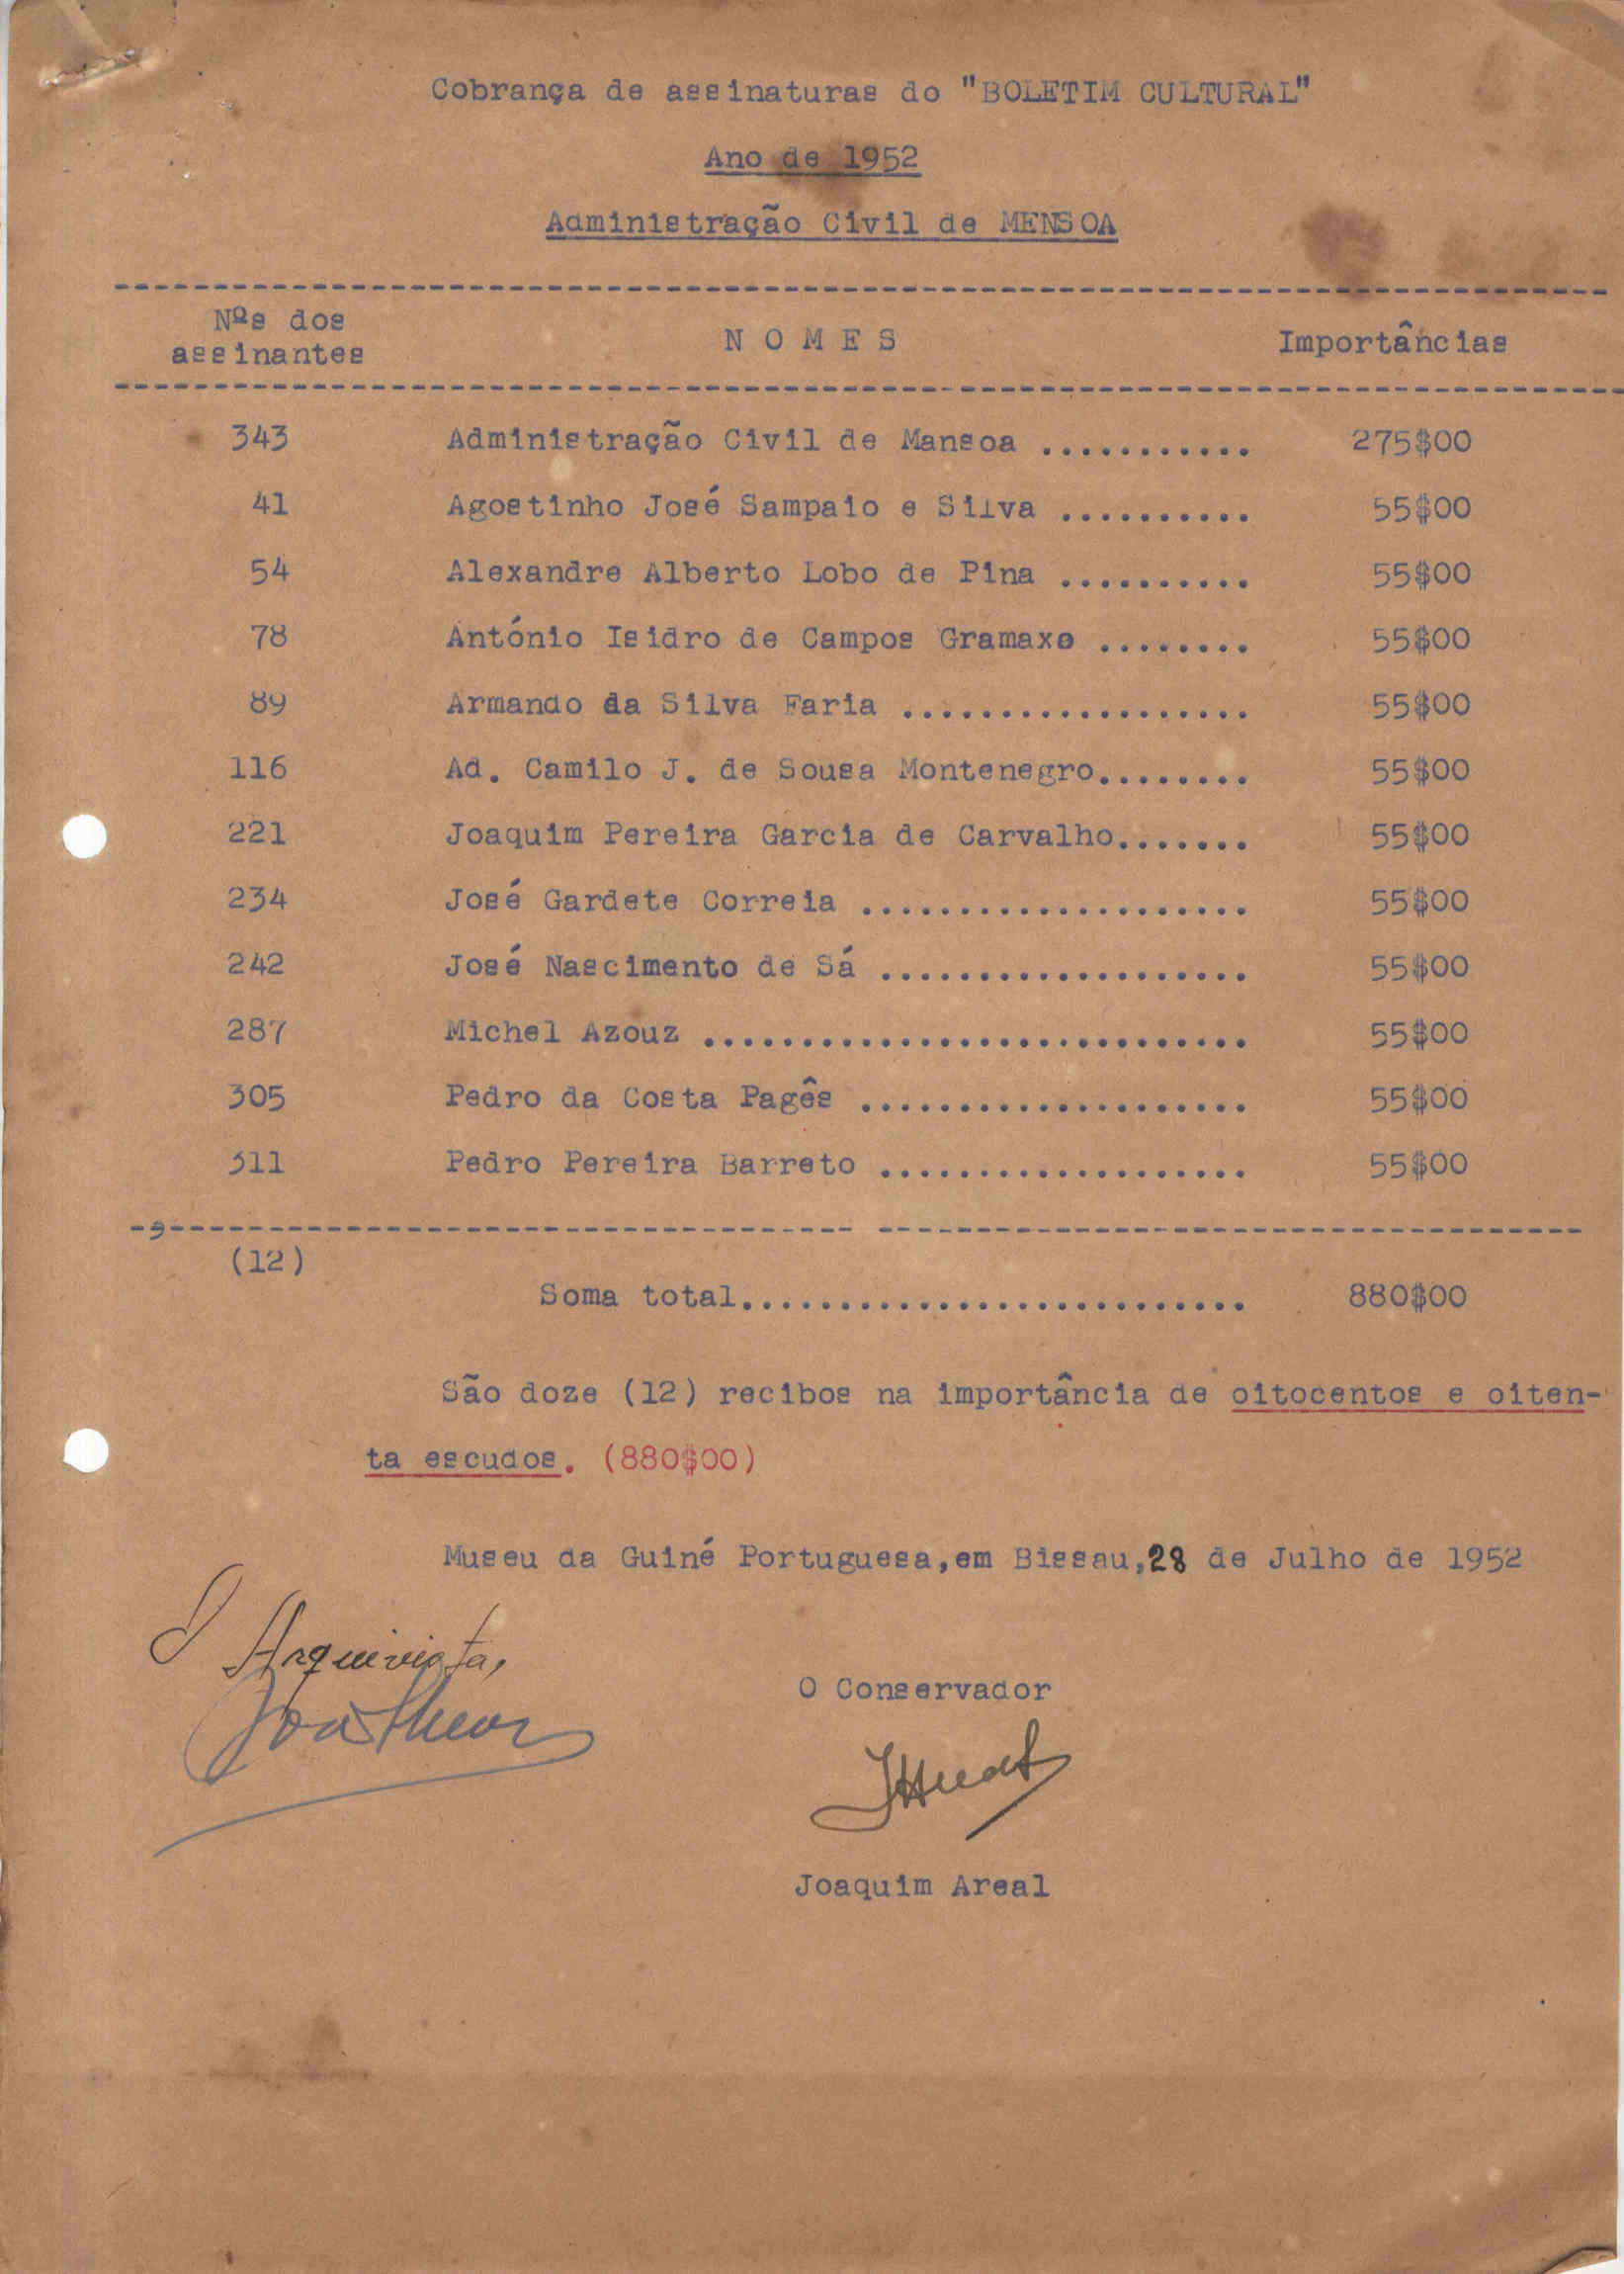 Cobrança de assinaturas do "BOLETIM CULTURAL"
Ano de 1952
Administração Civil de MENSOA
Nºs dos assinantes NOMES Importâncias
343 Administração Civil de Mansoa ........... 275$00
41 Agostinho José Sampaio e Silva .......... 55$00
54 Alexandre Alberto Lobo de Pina .......... 55$00
78 António Isidro de Campos Gramaxo ........ 55$00
89 Armando da Silva Faria .................. 55$00
116 Ad. Camilo J. de Sousa Montenegro........ 55$00
221 Joaquim Pereira Garcia de Carvalho....... 55$00
234 José Gardete Correia .................... 55$00
242 José Nascimento de Sá ................... 55$00
287 Michel Azouz ............................ 55$00
305 Pedro da Costa Pagês .................... 55$00
311 Pedro Pereira Barreto ................... 55$00
(12)
Soma total.......................... 880$00
São doze (12) recibos na importância de oitocentos e oiten-
ta escudos. (880$00)
Museu da Guiné Portuguesa,em Bissau,28 de Julho de 1952
O Arquivista,
O Conservador
Joaquim Areal